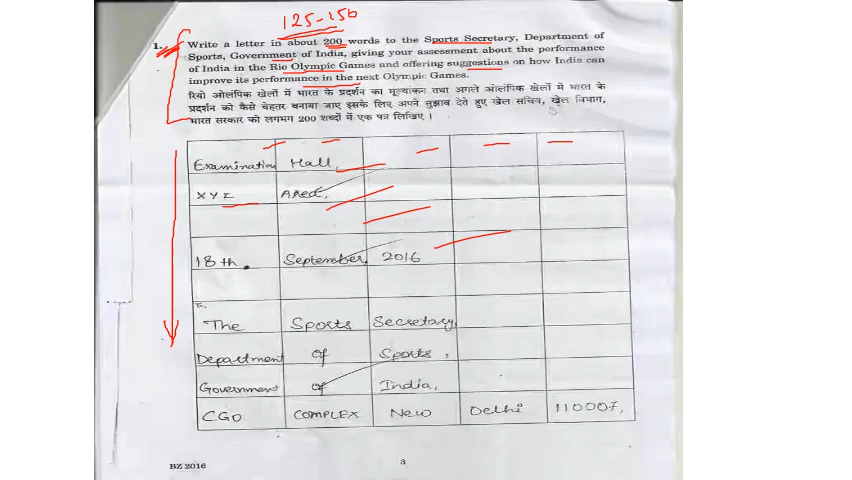 125-150
1. Write a letter in about 200 words to the Sports Secretary, Department of
Sports, Government of India, giving your assessment about the performance
of India in the Rio Olympic Games and offering suggestions on how India can
improve its performance in the next Olympic Games.
रियो ओलंपिक खेलों में भारत के प्रदर्शन का मूल्यांकन तथा अगले ओलंपिक खेलों में भारत के
प्रदर्शन को कैसे बेहतर बनाया जाए इसके लिए अपने सुझाव देते हुए खेल सचिव, खेल विभाग,
भारत सरकार को लगभग 200 शब्दों में एक पत्र लिखिए।
Examination Hall,
XYZ Area,
18th September, 2016
The Sports Secretary,
Department of Sports,
Government of India,
CGO COMPLEX New Delhi 110007,
BZ 2016
3